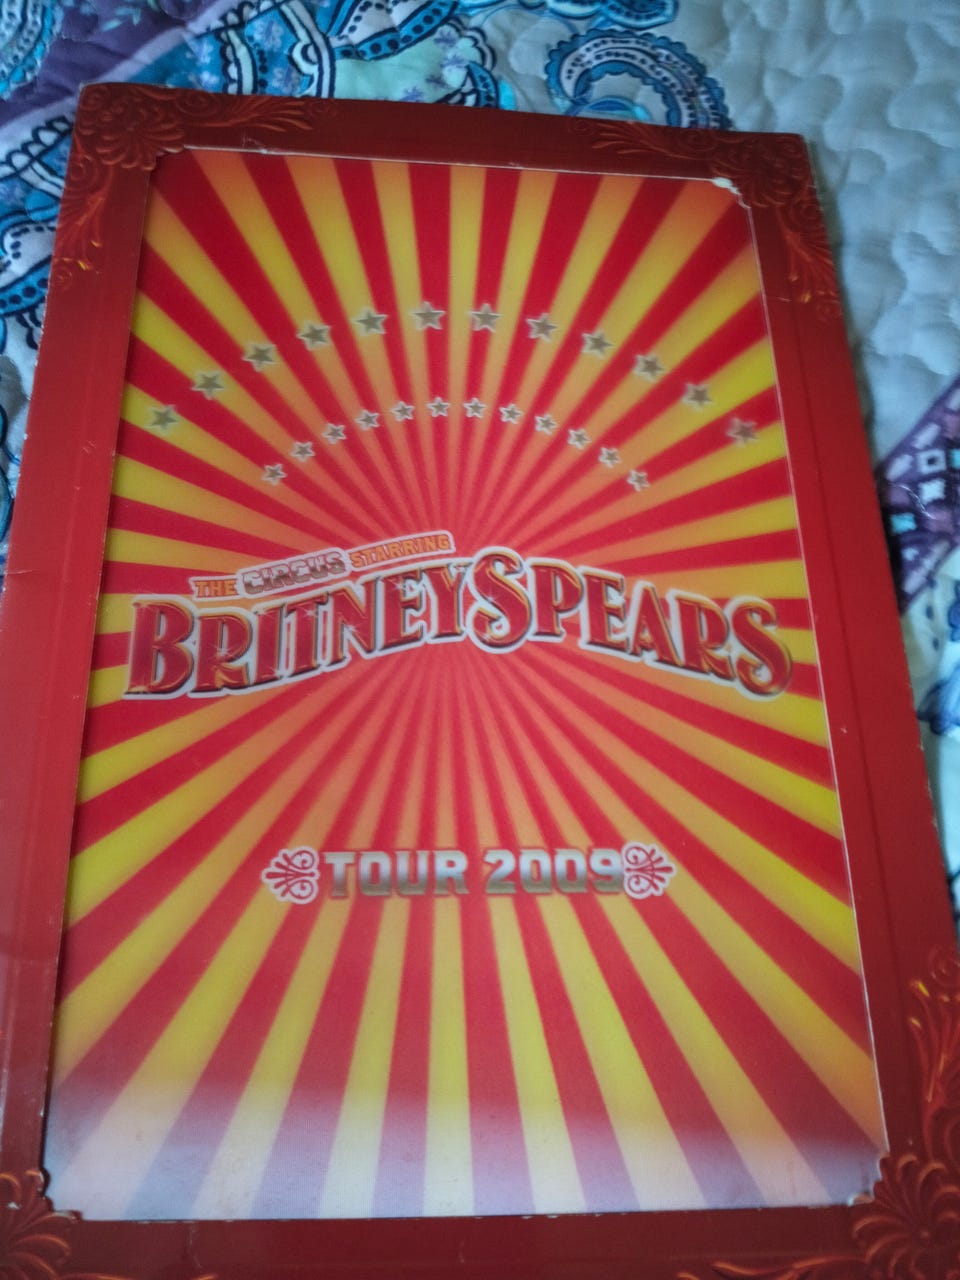 THE CIRCUS STARRING
BRITNEY SPEARS
TOUR 2009